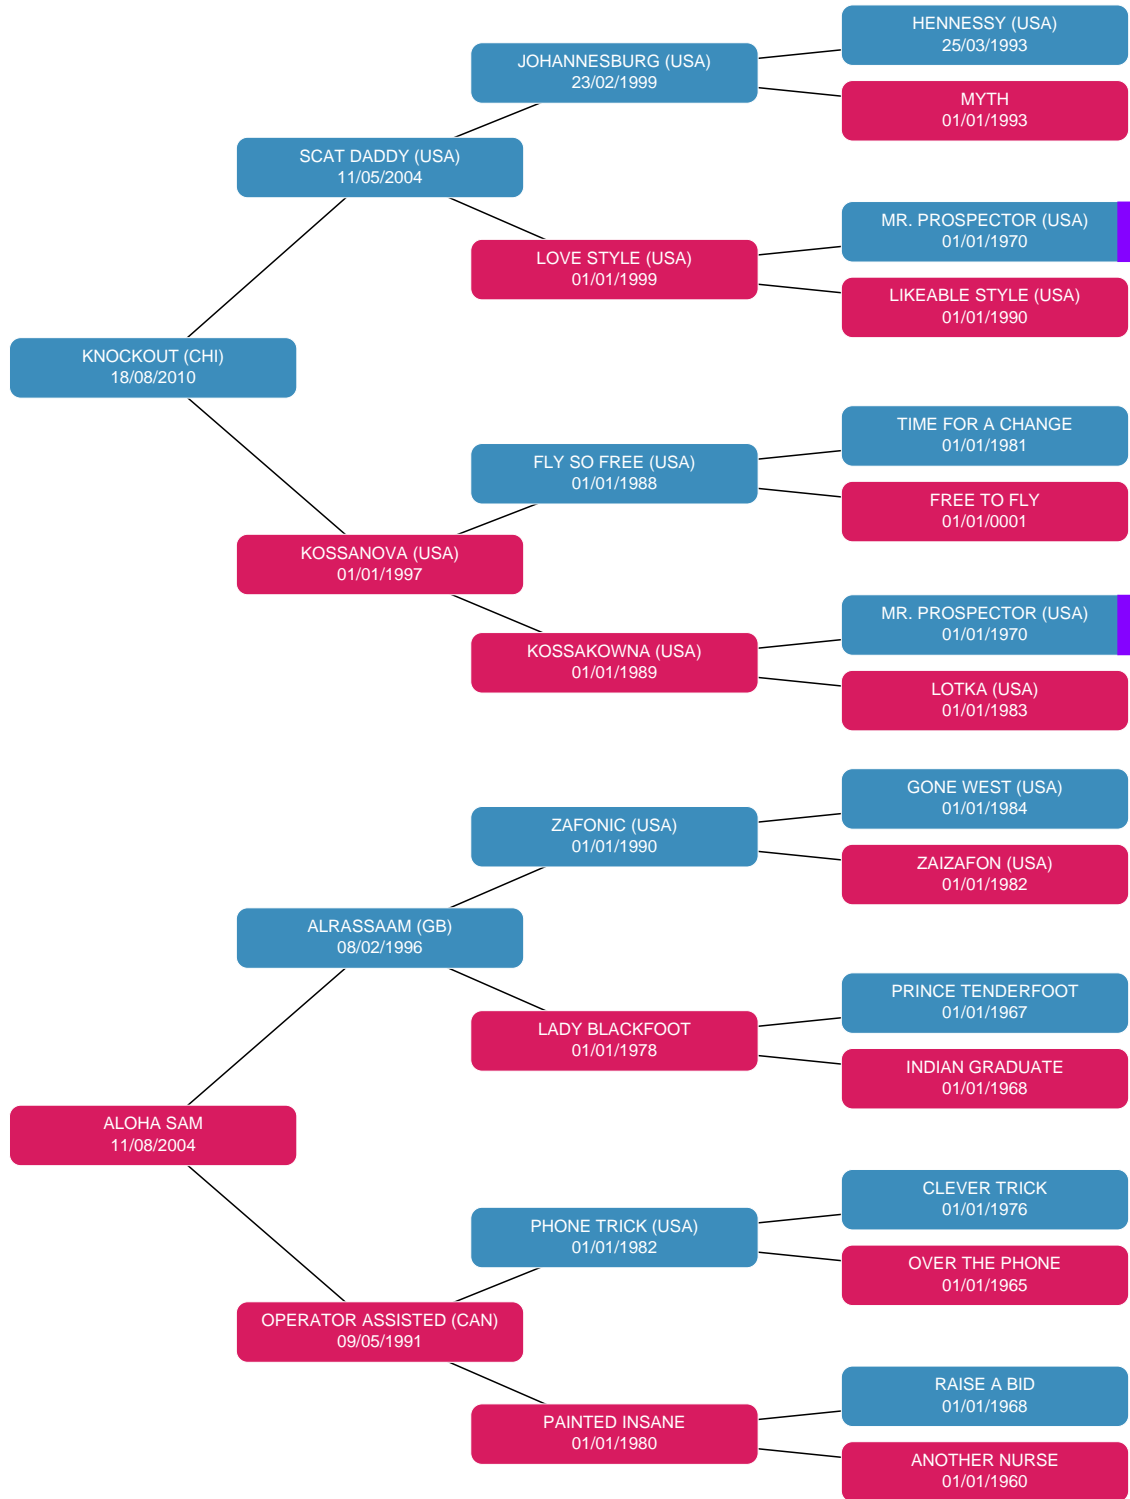 HENNESSY (USA)
25/03/1993
JOHANNESBURG (USA)
23/02/1999
MYTH
01/01/1993
SCAT DADDY (USA)
11/05/2004
MR. PROSPECTOR (USA)
01/01/1970
LOVE STYLE (USA)
01/01/1999
LIKEABLE STYLE (USA)
01/01/1990
KNOCKOUT (CHI)
18/08/2010
TIME FOR A CHANGE
01/01/1981
FLY SO FREE (USA)
01/01/1988
FREE TO FLY
01/01/0001
KOSSANOVA (USA)
01/01/1997
MR. PROSPECTOR (USA)
01/01/1970
KOSSAKOWNA (USA)
01/01/1989
LOTKA (USA)
01/01/1983
GONE WEST (USA)
01/01/1984
ZAFONIC (USA)
01/01/1990
ZAIZAFON (USA)
01/01/1982
ALRASSAAM (GB)
08/02/1996
PRINCE TENDERFOOT
01/01/1967
LADY BLACKFOOT
01/01/1978
INDIAN GRADUATE
01/01/1968
ALOHA SAM
11/08/2004
CLEVER TRICK
01/01/1976
PHONE TRICK (USA)
01/01/1982
OVER THE PHONE
01/01/1965
OPERATOR ASSISTED (CAN)
09/05/1991
RAISE A BID
01/01/1968
PAINTED INSANE
01/01/1980
ANOTHER NURSE
01/01/1960